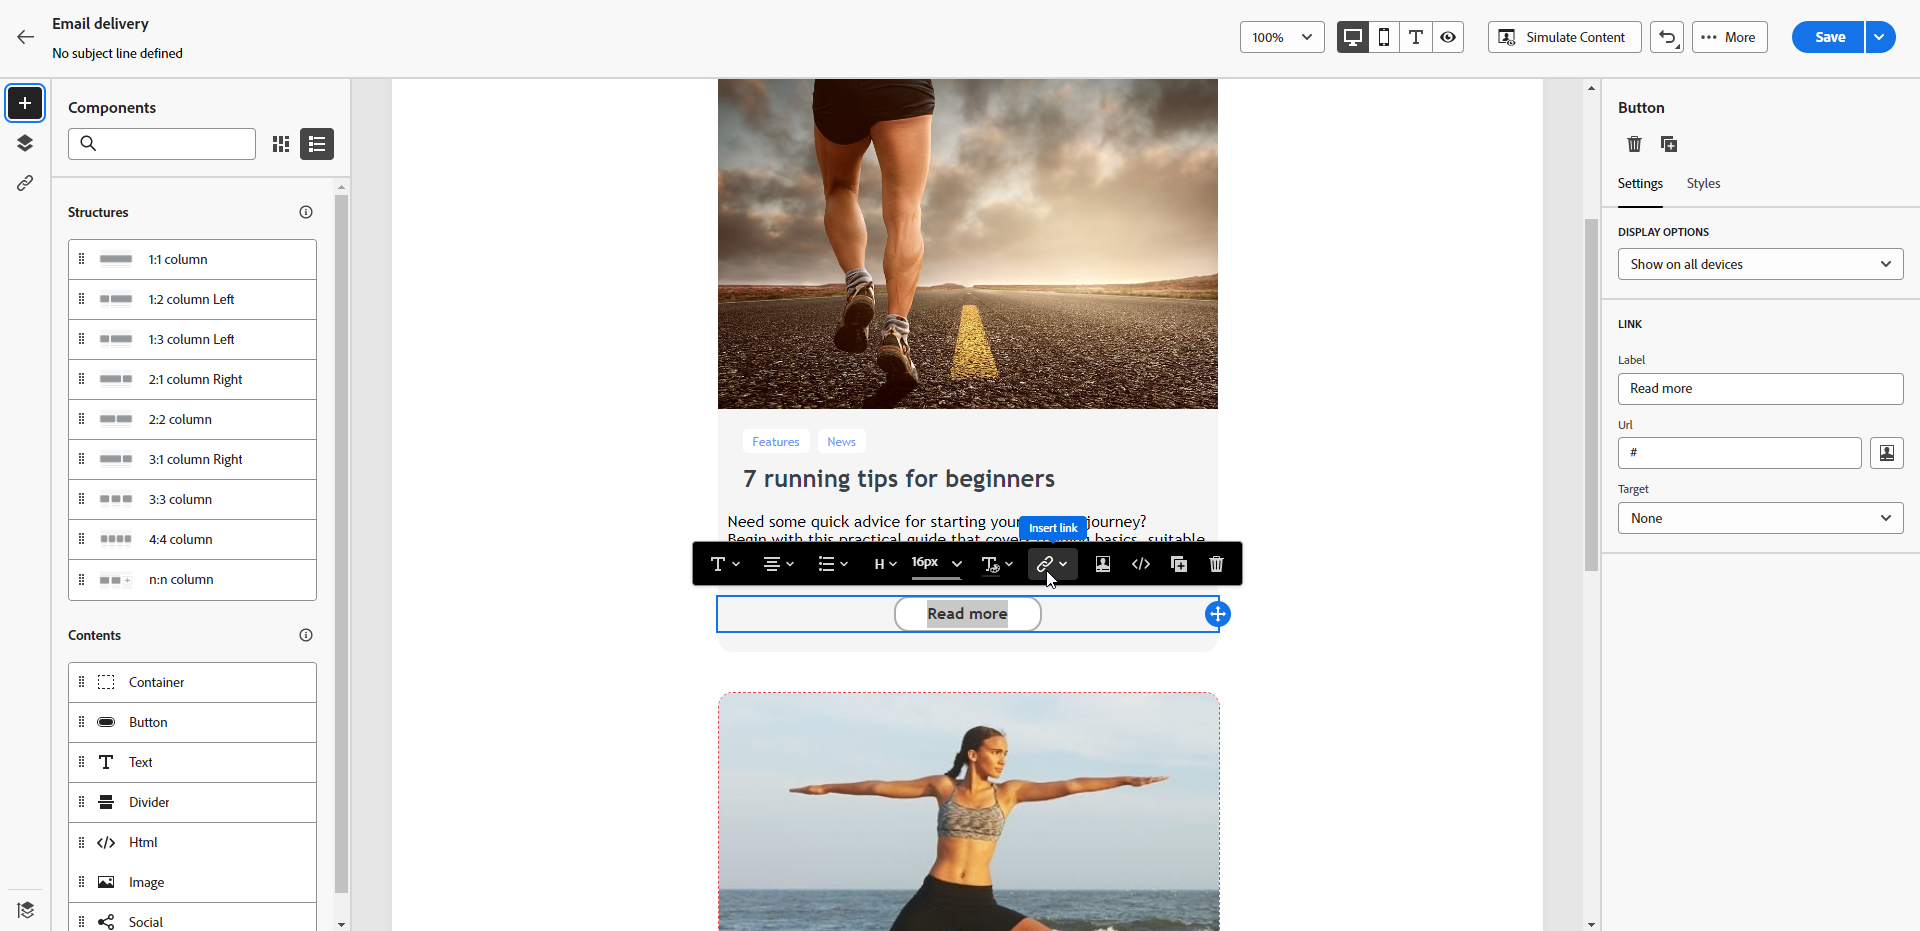 Email delivery
No subject line defined
100%
Simulate Content
More
Save
Components
Structures
1:1 column
1:2 column Left
1:3 column Left
2:1 column Right
2:2 column
3:1 column Right
3:3 column
4:4 column
n:n column
Contents
Container
Button
Text
Divider
Html
Image
Social
Features
News
7 running tips for beginners
Need some quick advice for starting your journey?
Insert link
Begin with this practical guide that covers basics, suitable
H
16px
Read more
Button
Settings
Styles
DISPLAY OPTIONS
Show on all devices
LINK
Label
Read more
Url
#
Target
None